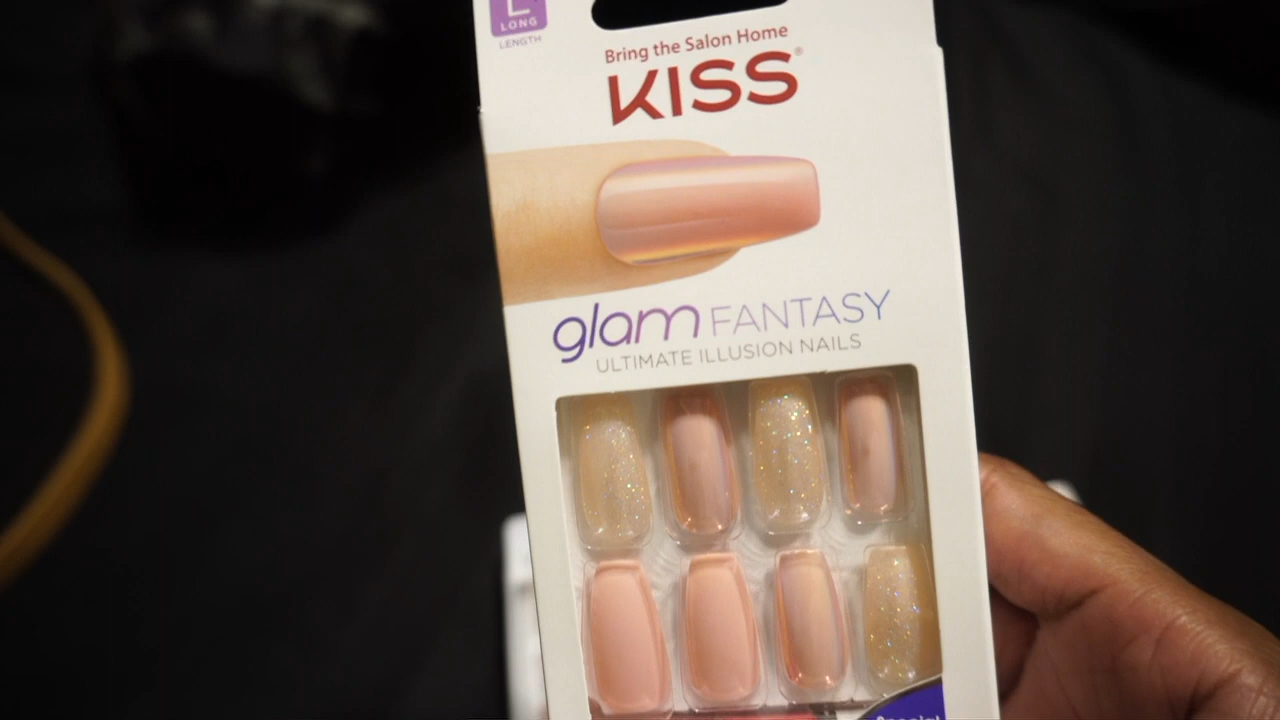 L
LONG
LENGTH
Bring the Salon Home
KISS®
glam FANTASY
ULTIMATE ILLUSION NAILS